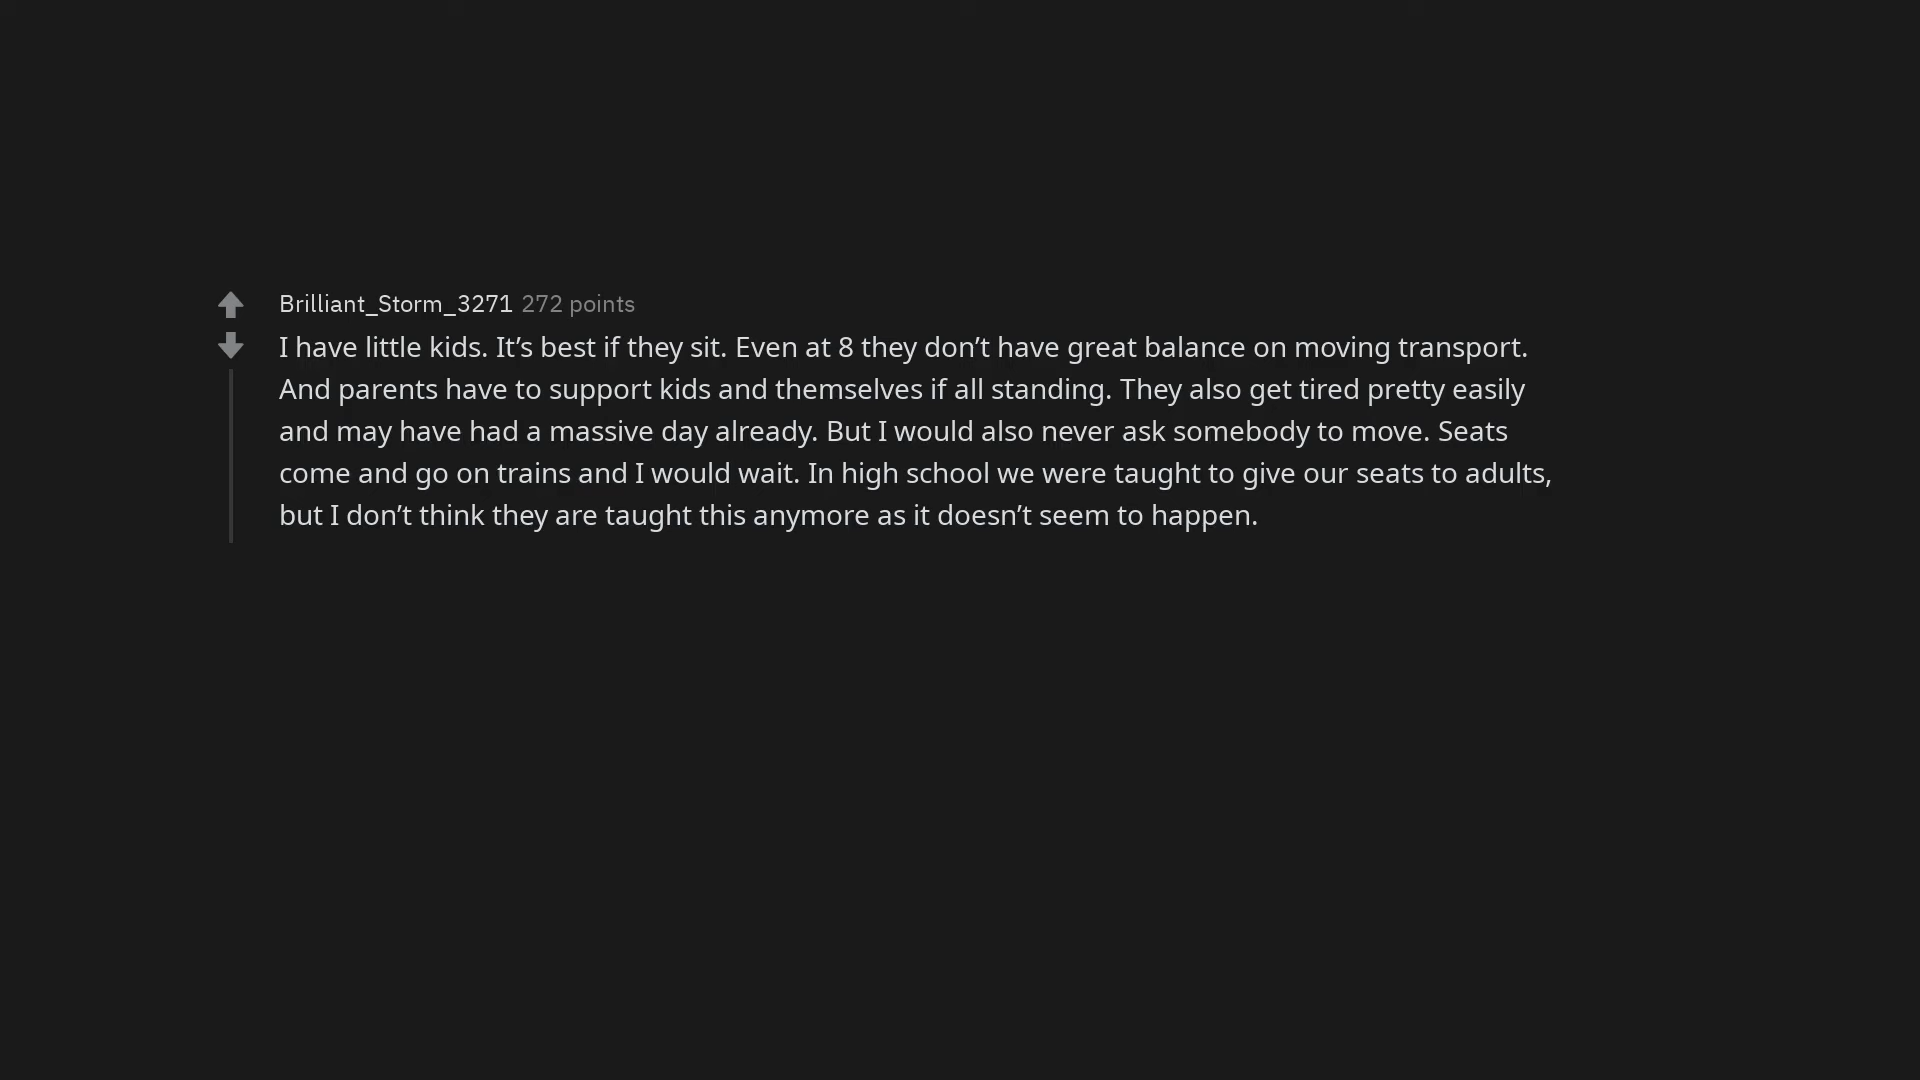 Brilliant_Storm_3271 272 points
I have little kids. It’s best if they sit. Even at 8 they don’t have great balance on moving transport.
And parents have to support kids and themselves if all standing. They also get tired pretty easily
and may have had a massive day already. But I would also never ask somebody to move. Seats
come and go on trains and I would wait. In high school we were taught to give our seats to adults,
but I don’t think they are taught this anymore as it doesn’t seem to happen.